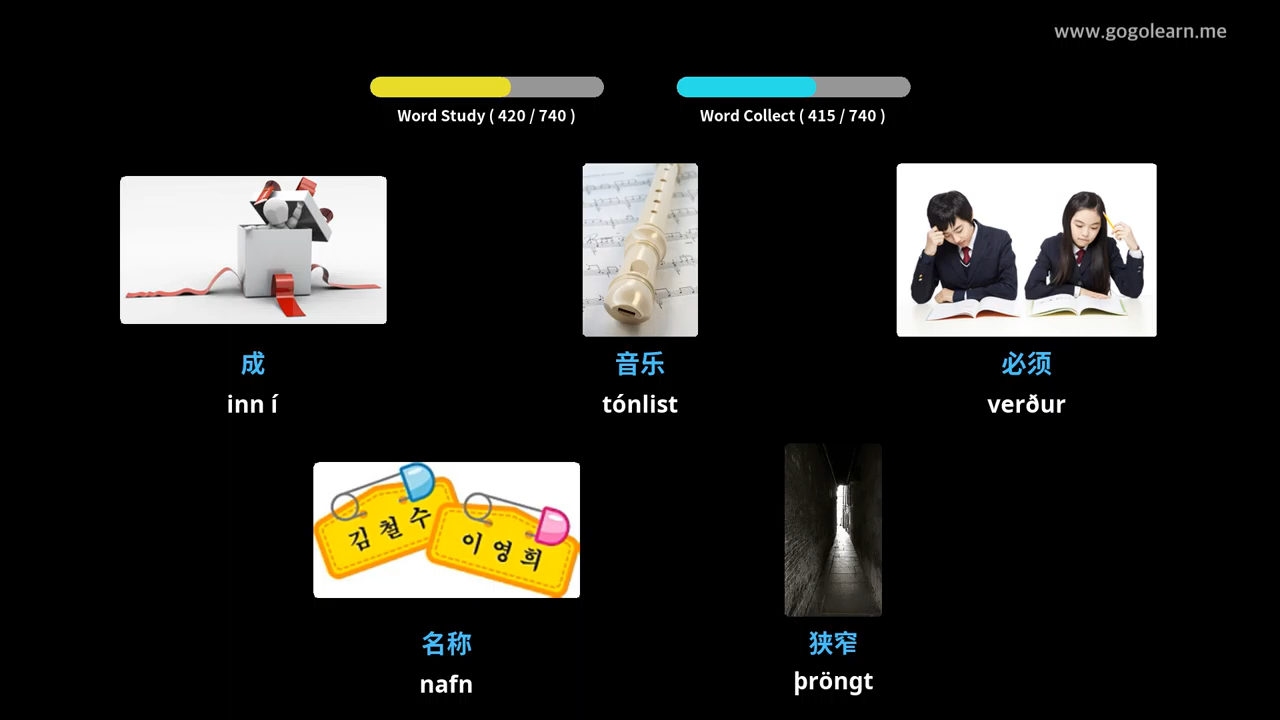 www.gogolearn.me
Word Study ( 420 / 740 )
Word Collect ( 415 / 740 )
成
inn í
音乐
tónlist
必须
verður
김철수
이영희
名称
nafn
狭窄
þröngt